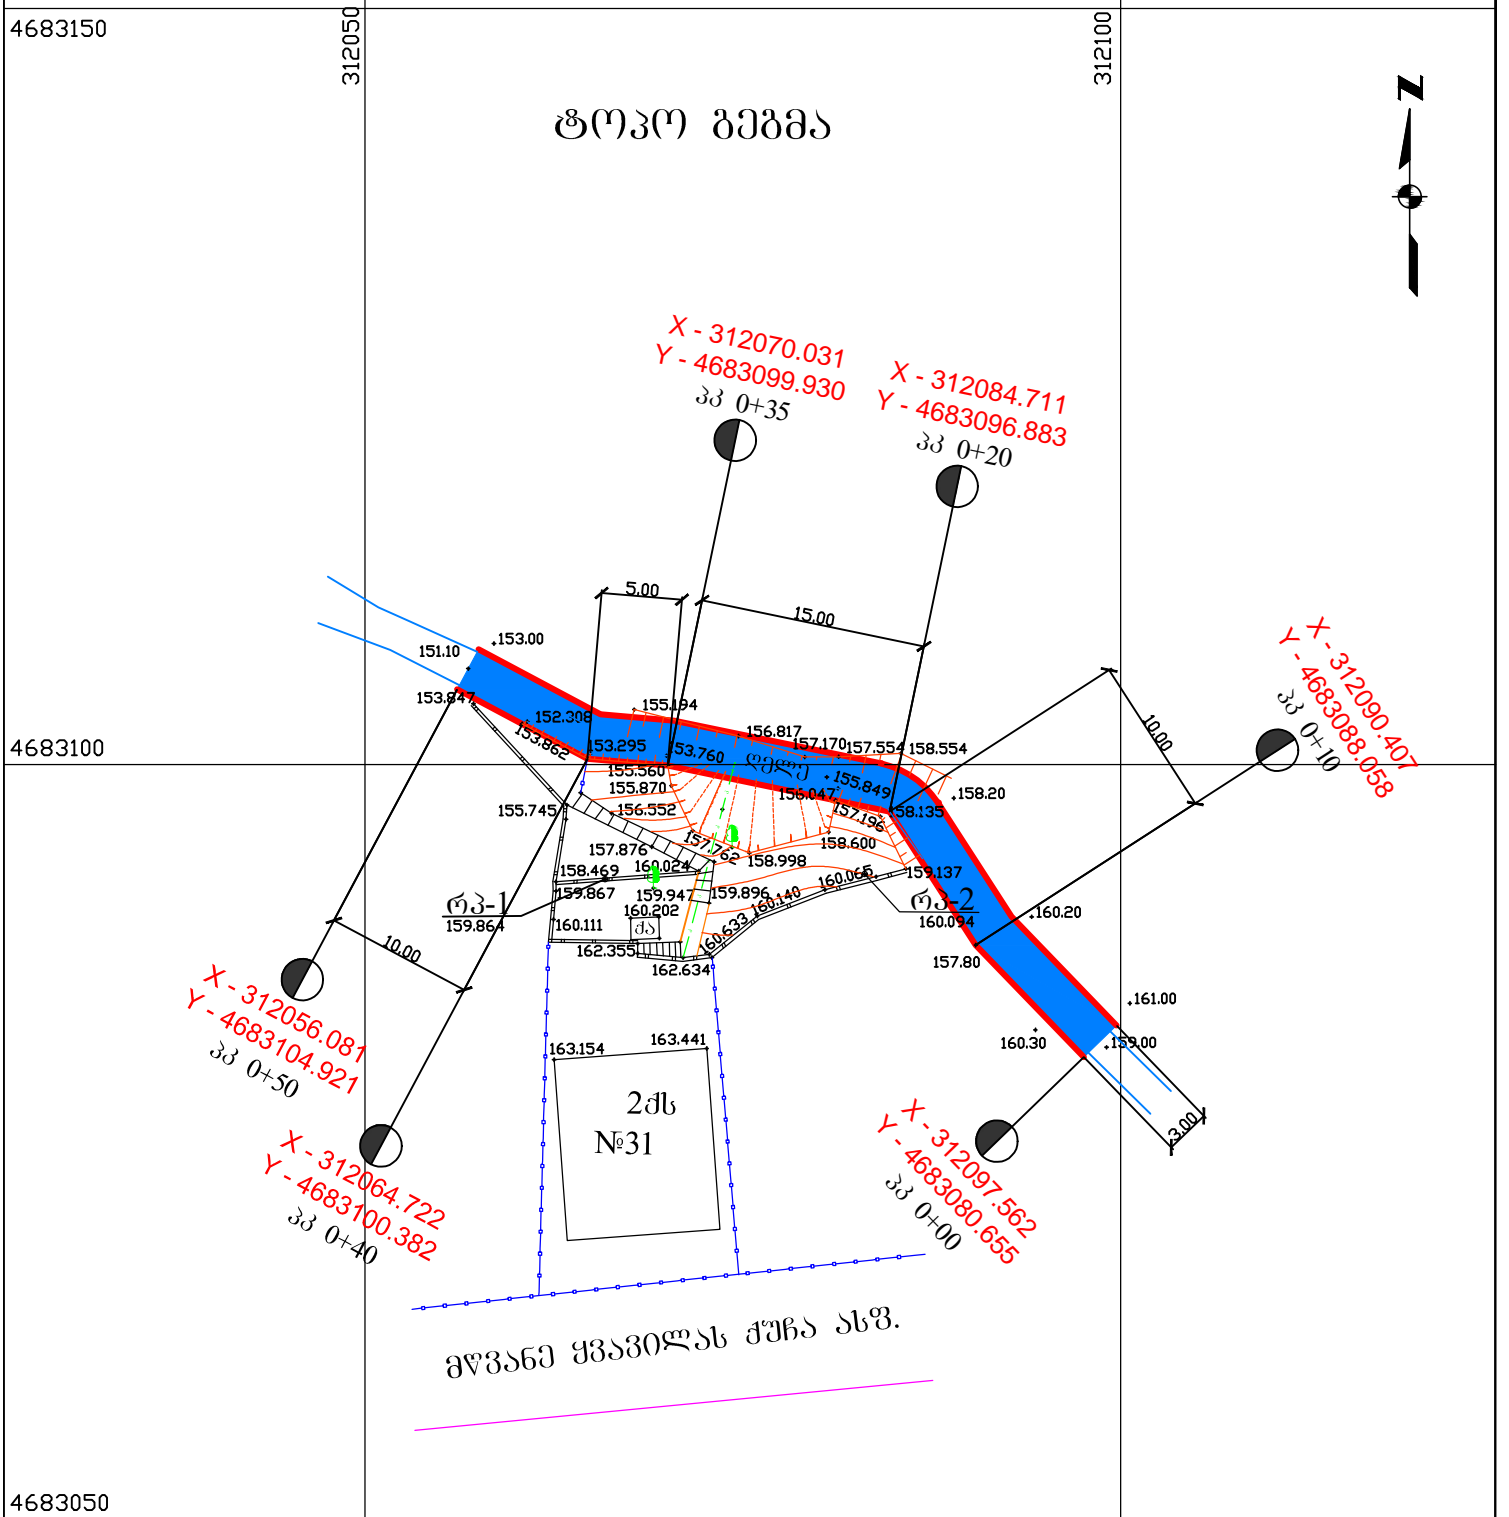 4683150
312050
312100
ტოპო გეგმა
N
X - 312070.031
Y - 4683099.930
პკ 0+35
X - 312084.711
Y - 4683096.883
პკ 0+20
5.00
15.00
153.00
151.10
153.847
152.308
153.862
155.194
153.295
153.760
156.817
157.170
157.554
158.554
ღელე
155.849
156.047
157.196
158.135
158.20
10.00
X - 312090.407
Y - 4683088.058
პკ 0+10
4683100
155.560
155.870
156.552
155.745
157.876
157.762
158.998
158.600
159.137
158.469
160.024
159.867
159.947
159.896
160.065
160.140
160.633
რპ-1
159.864
რპ-2
160.094
160.202
ქა
160.111
162.355
162.634
160.20
157.80
161.00
159.00
160.30
3.00
10.00
X - 312056.081
Y - 4683104.921
პკ 0+50
X - 312064.722
Y - 4683100.382
პკ 0+40
163.154
163.441
2ქს
№31
X - 312097.562
Y - 4683080.655
პკ 0+00
მწვანე ყვავილას ქუჩა ასფ.
4683050